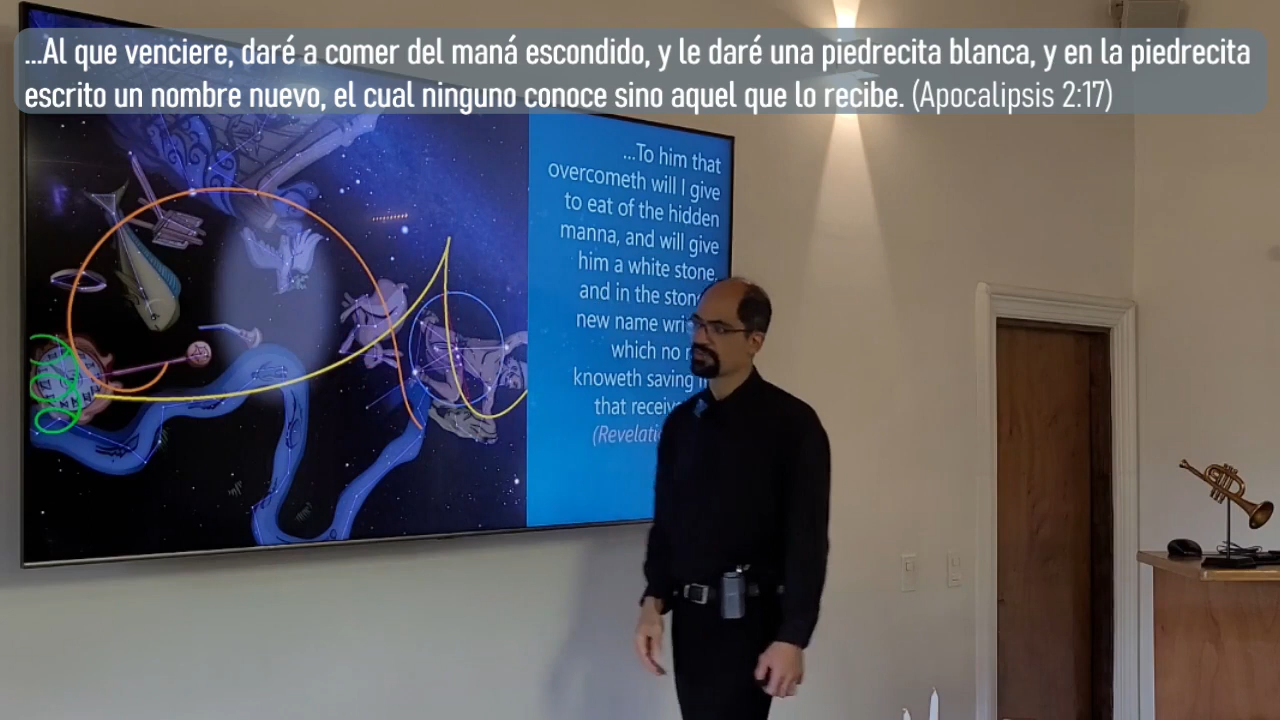 ...Al que venciere, daré a comer del maná escondido, y le daré una piedrecita blanca, y en la piedrecita
escrito un nombre nuevo, el cual ninguno conoce sino aquel que lo recibe. (Apocalipsis 2:17)
...To him that
overcometh will I give
to eat of the hidden
manna, and will give
him a white stone,
and in the
new name
which no
knoweth saving
that